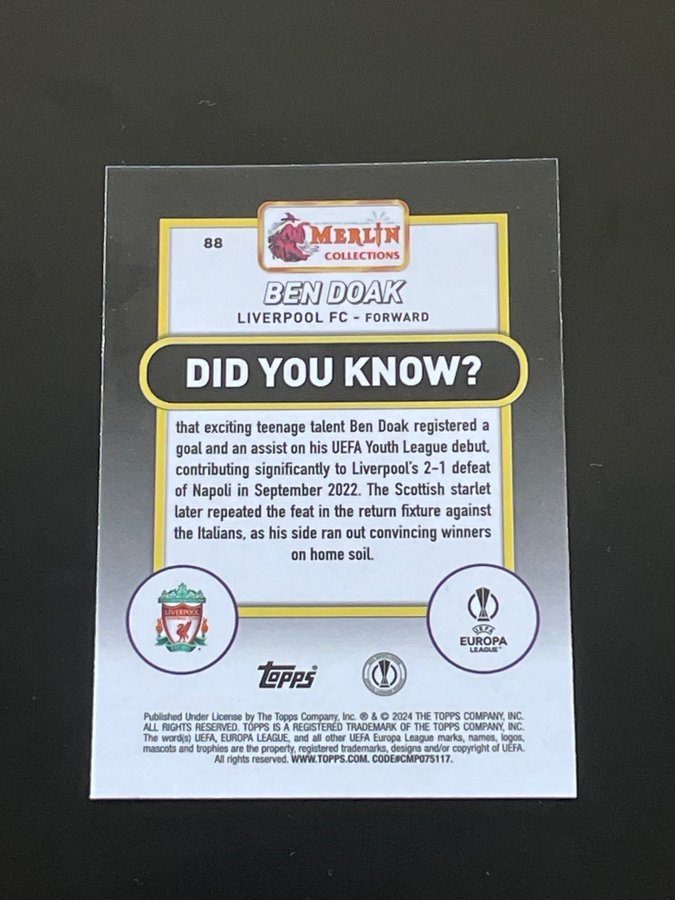 88
MERLIN
COLLECTIONS
BEN DOAK
LIVERPOOL FC - FORWARD
DID YOU KNOW?
that exciting teenage talent Ben Doak registered a
goal and an assist on his UEFA Youth League debut,
contributing significantly to Liverpool's 2-1 defeat
of Napoli in September 2022. The Scottish starlet
later repeated the feat in the return fixture against
the Italians, as his side ran out convincing winners
on home soil.
LIVERPOOL
UEFA
EUROPA
LEAGUE™
topps®
Published Under License by The Topps Company, Inc. ® & © 2024 THE TOPPS COMPANY, INC.
ALL RIGHTS RESERVED. TOPPS IS A REGISTERED TRADEMARK OF THE TOPPS COMPANY, INC.
The word(s) UEFA, EUROPA LEAGUE, and all other UEFA Europa League marks, names, logos,
mascots and trophies are the property, registered trademarks, designs and/or copyright of UEFA.
All rights reserved. WWW.TOPPS.COM. CODE#CMP075117.